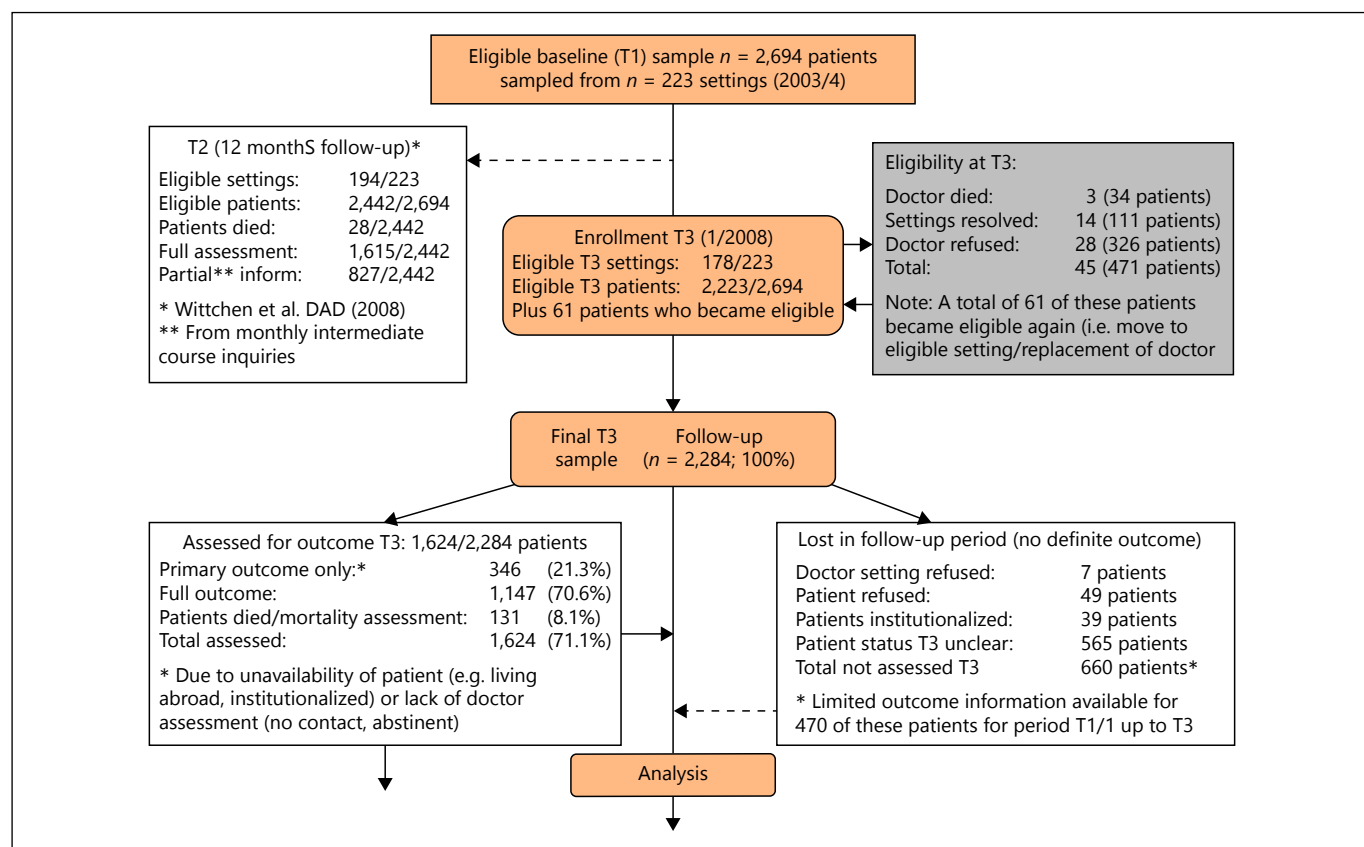 Eligible baseline (T1) sample n = 2,694 patients
sampled from n = 223 settings (2003/4)
T2 (12 monthS follow-up)*
Eligible settings: 194/223
Eligible patients: 2,442/2,694
Patients died: 28/2,442
Full assessment: 1,615/2,442
Partial** inform: 827/2,442
* Wittchen et al. DAD (2008)
** From monthly intermediate
course inquiries
Eligibility at T3:
Doctor died: 3 (34 patients)
Settings resolved: 14 (111 patients)
Doctor refused: 28 (326 patients)
Total: 45 (471 patients)
Note: A total of 61 of these patients
became eligible again (i.e. move to
eligible setting/replacement of doctor
Enrollment T3 (1/2008)
Eligible T3 settings: 178/223
Eligible T3 patients: 2,223/2,694
Plus 61 patients who became eligible
Final T3 Follow-up
sample (n = 2,284; 100%)
Assessed for outcome T3: 1,624/2,284 patients
Primary outcome only:* 346 (21.3%)
Full outcome: 1,147 (70.6%)
Patients died/mortality assessment: 131 (8.1%)
Total assessed: 1,624 (71.1%)
* Due to unavailability of patient (e.g. living
abroad, institutionalized) or lack of doctor
assessment (no contact, abstinent)
Lost in follow-up period (no definite outcome)
Doctor setting refused: 7 patients
Patient refused: 49 patients
Patients institutionalized: 39 patients
Patient status T3 unclear: 565 patients
Total not assessed T3 660 patients*
* Limited outcome information available for
470 of these patients for period T1/1 up to T3
Analysis